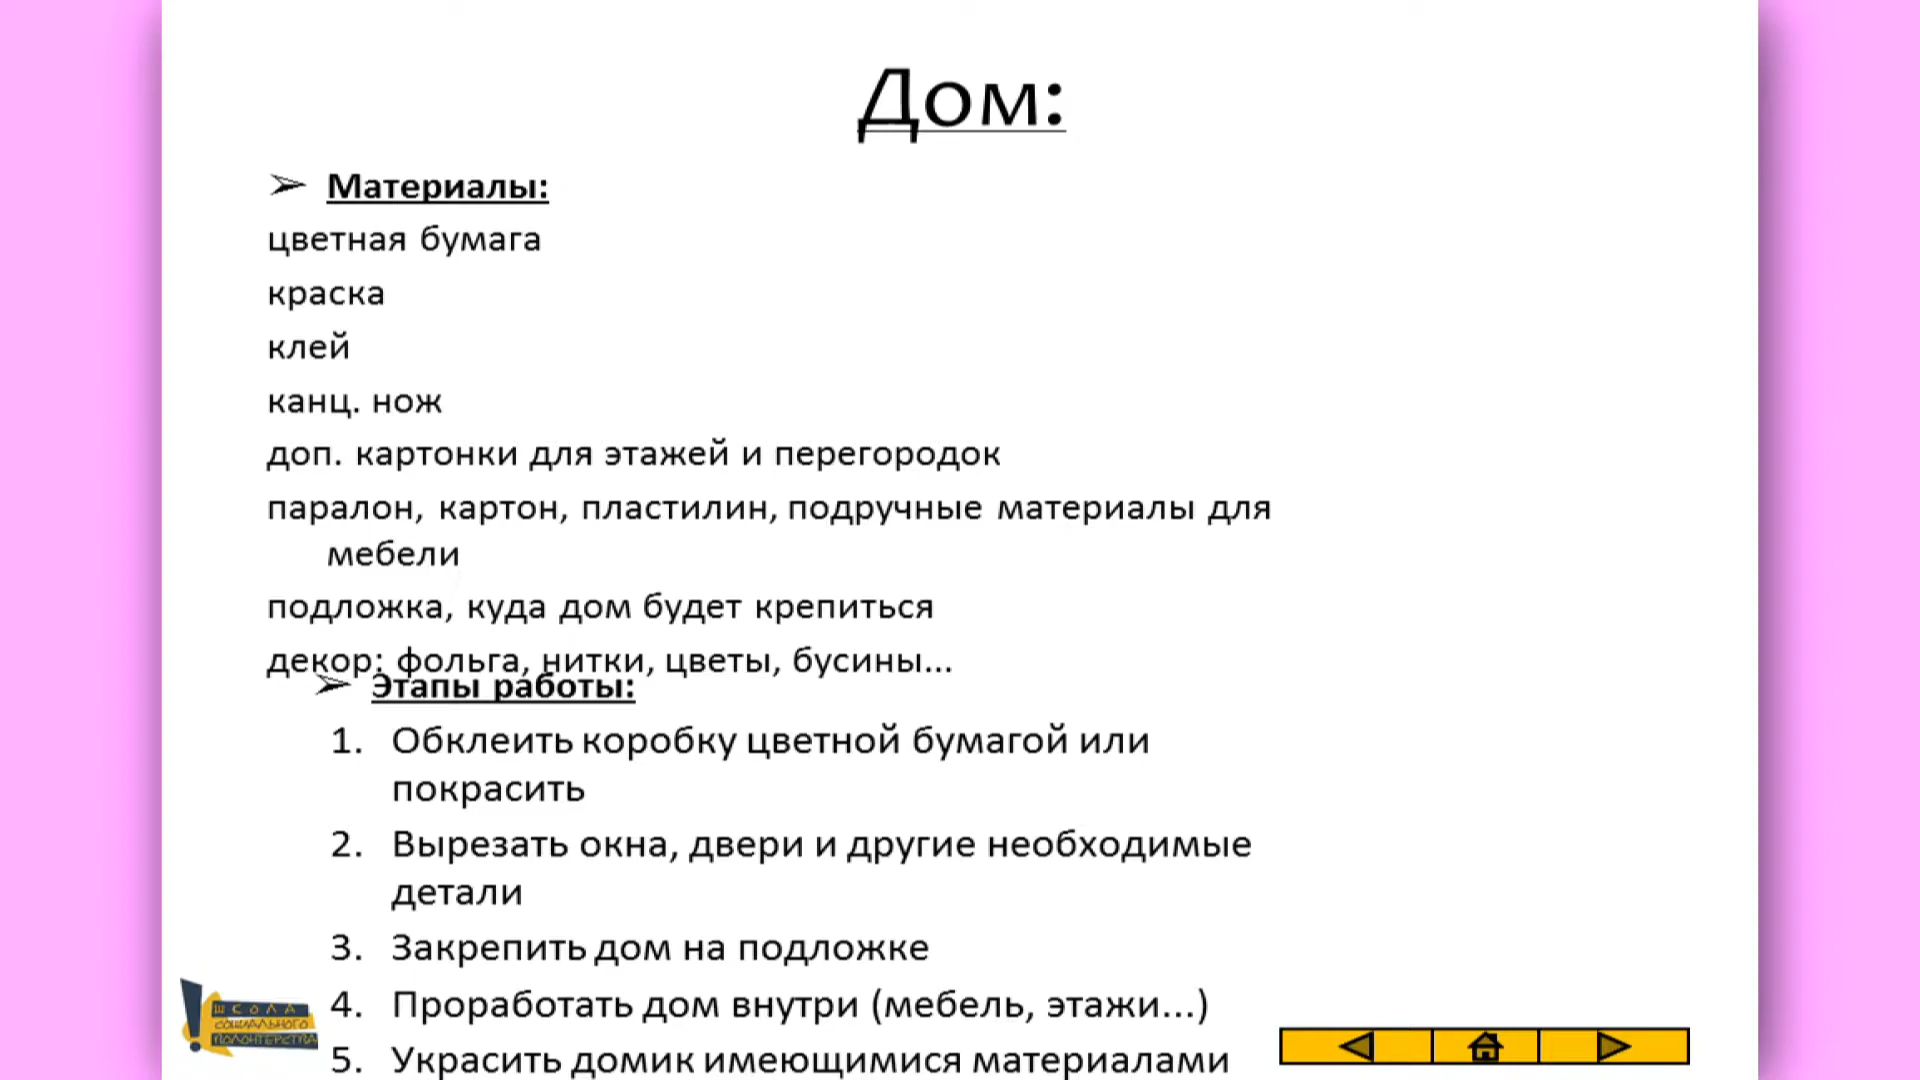 Дом:
➢ Материалы:
цветная бумага
краска
клей
канц. нож
доп. картонки для этажей и перегородок
паралон, картон, пластилин, подручные материалы для
мебели
подложка, куда дом будет крепиться
декор: фольга, нитки, цветы, бусины...
➢ Этапы работы:
1. Обклеить коробку цветной бумагой или
покрасить
2. Вырезать окна, двери и другие необходимые
детали
3. Закрепить дом на подложке
4. Проработать дом внутри (мебель, этажи...)
5. Украсить домик имеющимися материалами
ШКОЛА
СОЦИАЛЬНОГО
ВОЛОНТЕРСТВА